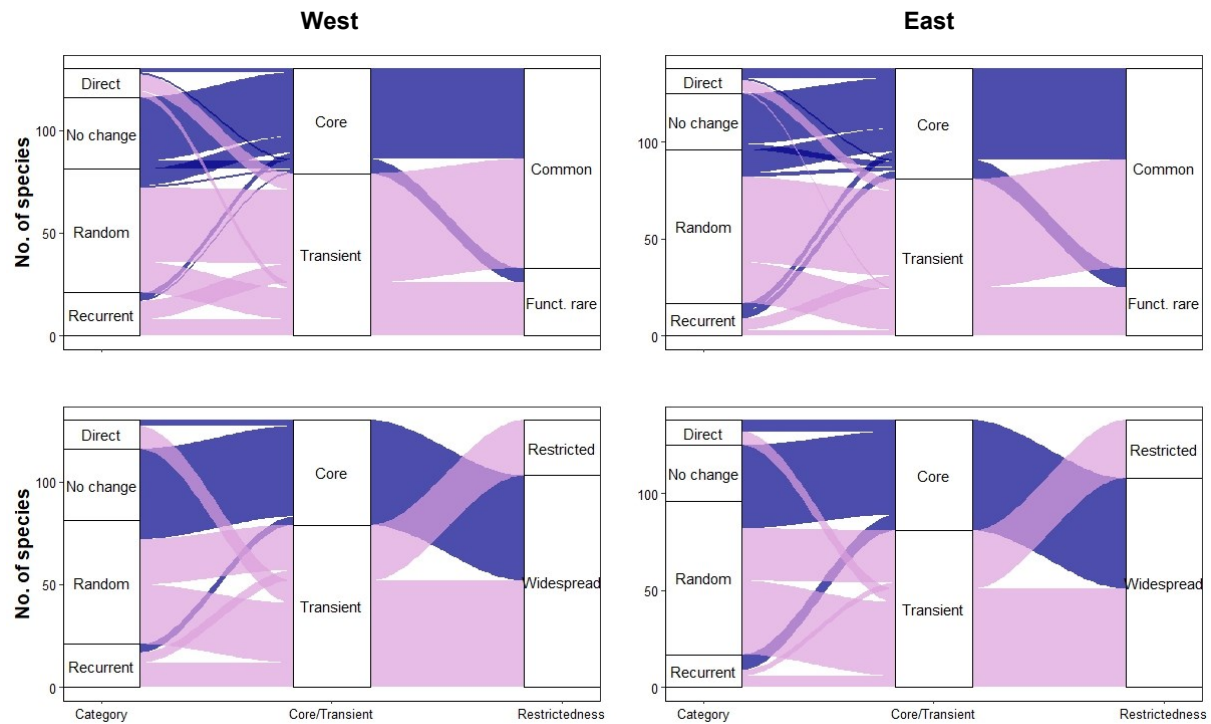 West
East
No. of species
100
50
0
Direct
No change
Random
Recurrent
Core
Transient
Common
Funct. rare
100
50
0
Direct
No change
Random
Recurrent
Core
Transient
Common
Funct. rare
No. of species
100
50
0
Direct
No change
Random
Recurrent
Core
Transient
Restricted
Widespread
Category
Core/Transient
Restrictedness
100
50
0
Direct
No change
Random
Recurrent
Core
Transient
Restricted
Widespread
Category
Core/Transient
Restrictedness